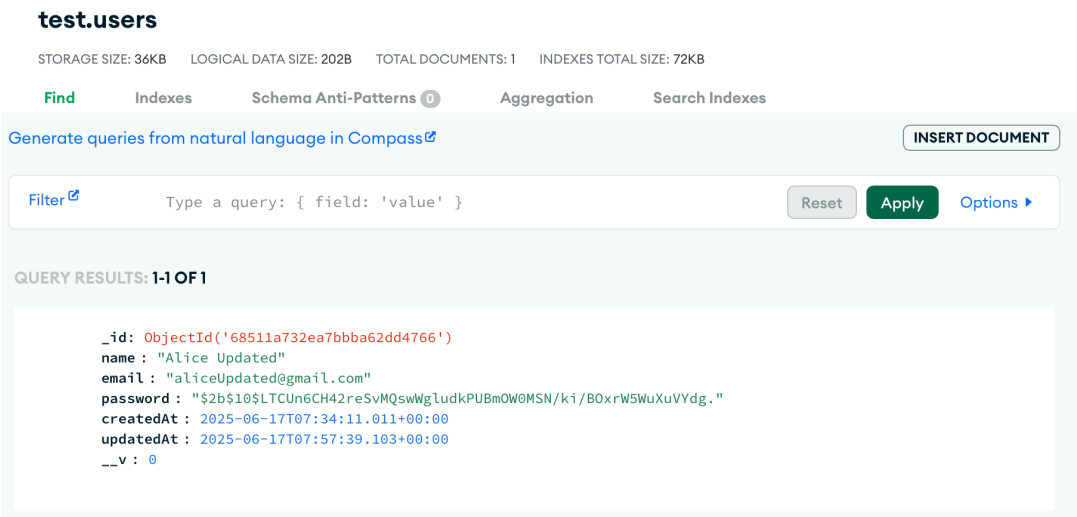 test.users
STORAGE SIZE: 36KB LOGICAL DATA SIZE: 202B TOTAL DOCUMENTS: 1 INDEXES TOTAL SIZE: 72KB
Find Indexes Schema Anti-Patterns 0 Aggregation Search Indexes
Generate queries from natural language in Compass INSERT DOCUMENT
Filter Type a query: { field: 'value' } Reset Apply Options
QUERY RESULTS: 1-1 OF 1
_id: ObjectId('68511a732ea7bbba62dd4766')
name : "Alice Updated"
email : "aliceUpdated@gmail.com"
password : "$2b$10$LTCUn6CH42reSvMQswWgludkPUBmOW0MSN/ki/BOxrW5WuXuVYdg."
createdAt : 2025-06-17T07:34:11.011+00:00
updatedAt : 2025-06-17T07:57:39.103+00:00
__v : 0